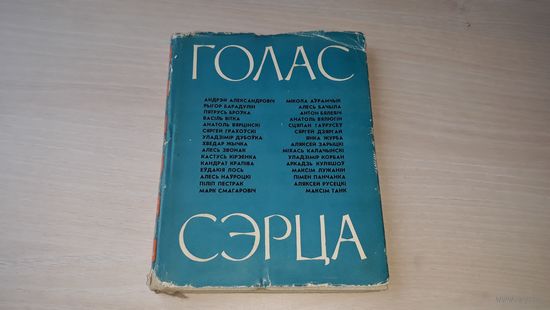 ГОЛАС
АНДРЭЙ АЛЕКСАНДРОВІЧ
РЫГОР БАРАДУЛІН
ПЯТРУСЬ БРОЎКА
ВАСІЛЬ ВІТКА
АНАТОЛЬ ВЯРЦІНСКІ
СЯРГЕЙ ГРАХОЎСКІ
УЛАДЗІМІР ДУБОЎКА
ХВЕДАР ЖЫЧКА
АЛЕСЬ ЗВОНАК
КАСТУСЬ КІРЭЕНКА
КАНДРАТ КРАПІВА
ЕЎДАКІЯ ЛОСЬ
АЛЕСЬ НАЎРОЦКІ
ПІЛІП ПЕСТРАК
МАРК СМАГАРОВІЧ
МІКОЛА АЎРАМЧЫК
АЛЕСЬ БАЧЫЛА
АНТОН БЯЛЕВІЧ
АНАТОЛЬ ВЯЛЮГІН
СЦЯПАН ГАЎРУСЁЎ
СЯРГЕЙ ДЗЯРГАЙ
ЯНКА ЖУРБА
АЛЯКСЕЙ ЗАРЫЦКІ
МІХАСЬ КАЛАЧЫНСКІ
УЛАДЗІМІР КОРБАН
АРКАДЗЬ КУЛЯШОЎ
МАКСІМ ЛУЖАНІН
ПІМЕН ПАНЧАНКА
АЛЯКСЕЙ РУСЕЦКІ
МАКСІМ ТАНК
СЭРЦА